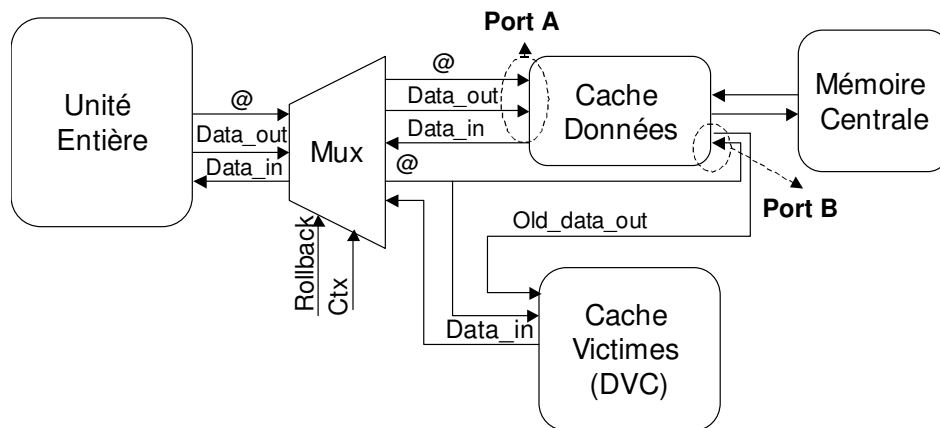 Port A
Unité
Entière
@
Data_out
Data_in
Mux
@
Data_out
Data_in
@
Cache
Données
Mémoire
Centrale
Port B
Rollback
Ctx
Old_data_out
Data_in
Cache
Victimes
(DVC)